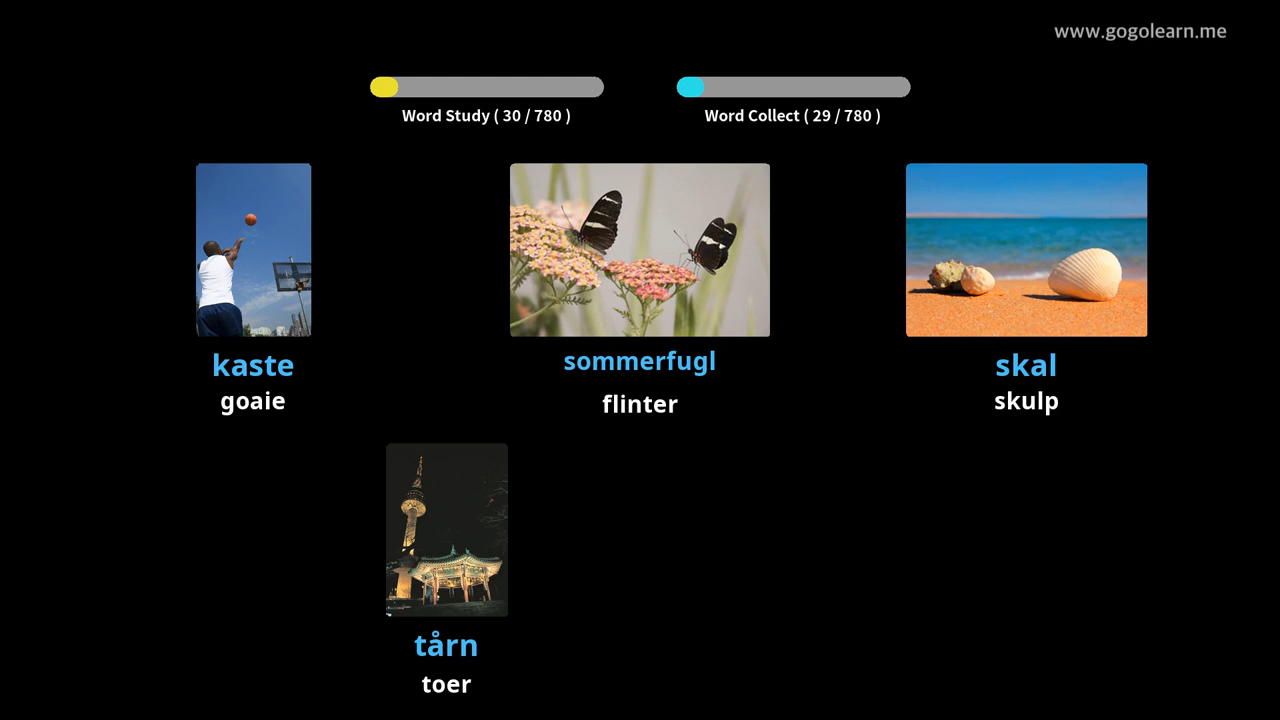 www.gogolearn.me
Word Study ( 30 / 780 )
Word Collect ( 29 / 780 )
kaste
goaie
sommerfugl
flinter
skal
skulp
tårn
toer